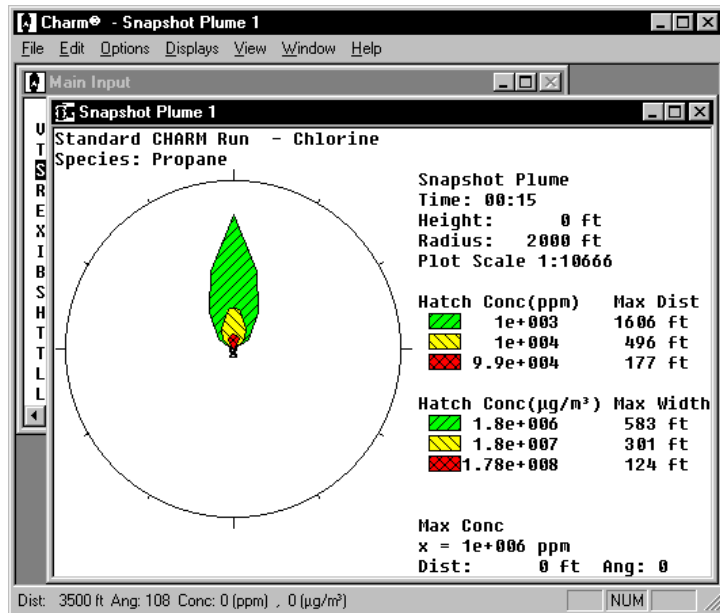 Charm® - Snapshot Plume 1
File Edit Options Displays View Window Help
Main Input
Snapshot Plume 1
V
T
S
R
E
X
I
B
S
H
T
T
L
L
Standard CHARM Run - Chlorine
Species: Propane
Snapshot Plume
Time: 00:15
Height: 0 ft
Radius: 2000 ft
Plot Scale 1:10666
Hatch Conc(ppm) Max Dist
1e+003 1606 ft
1e+004 496 ft
9.9e+004 177 ft
Hatch Conc(µg/m³) Max Width
1.8e+006 583 ft
1.8e+007 301 ft
1.78e+008 124 ft
Max Conc
x = 1e+006 ppm
Dist: 0 ft Ang: 0
Dist: 3500 ft Ang: 108 Conc: 0 (ppm) , 0 (µg/m³) NUM